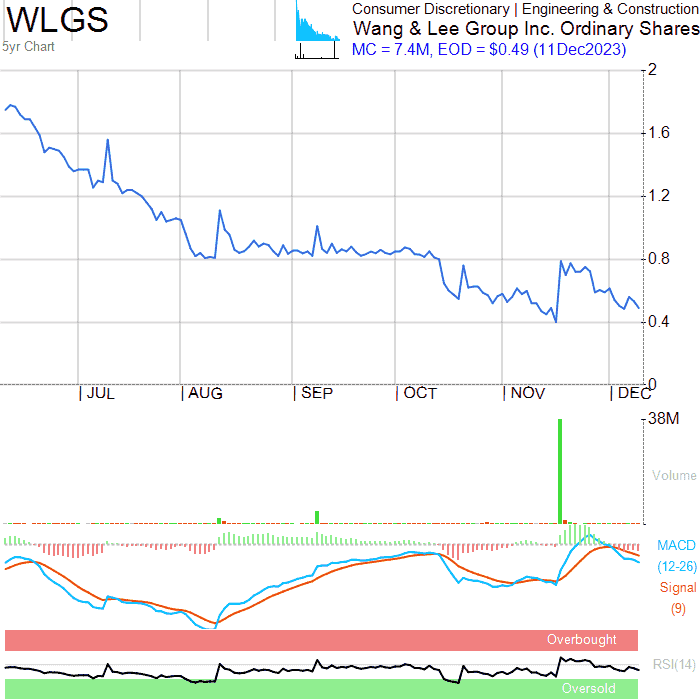 WLGS
5yr Chart
Consumer Discretionary | Engineering & Construction
Wang & Lee Group Inc. Ordinary Shares
MC = 7.4M, EOD = $0.49 (11Dec2023)
2
1.6
1.2
0.8
0.4
0
JUL AUG SEP OCT NOV DEC
38M
Volume
MACD
(12-26)
Signal
(9)
Overbought
RSI(14)
Oversold